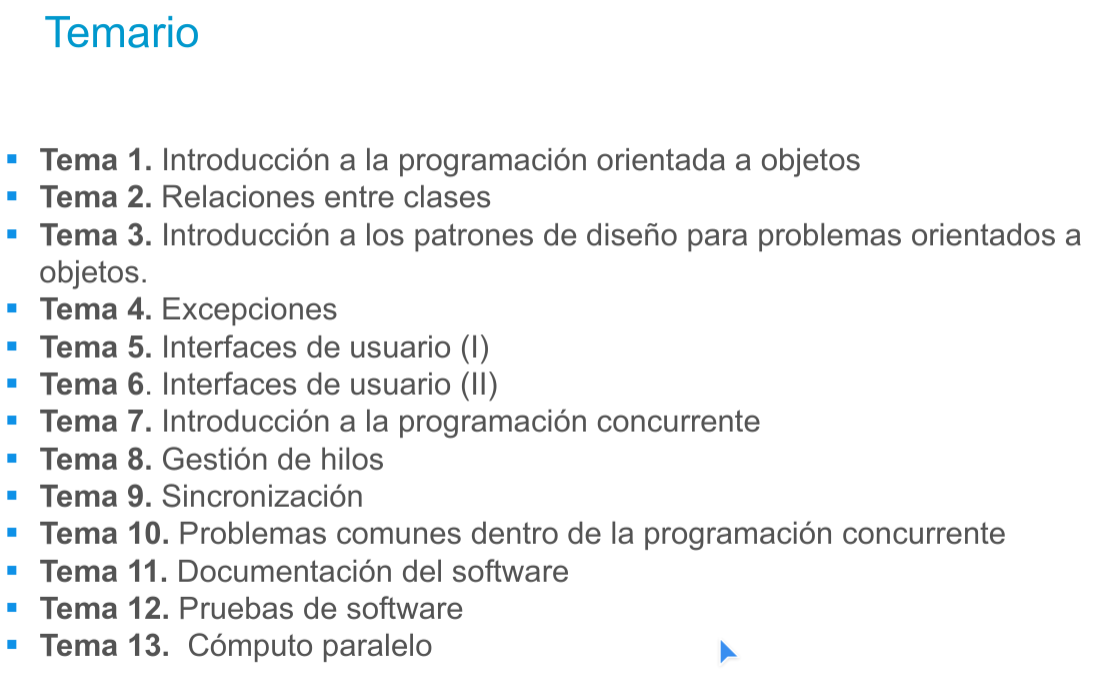 Temario
▪ Tema 1. Introducción a la programación orientada a objetos
▪ Tema 2. Relaciones entre clases
▪ Tema 3. Introducción a los patrones de diseño para problemas orientados a
objetos.
▪ Tema 4. Excepciones
▪ Tema 5. Interfaces de usuario (I)
▪ Tema 6. Interfaces de usuario (II)
▪ Tema 7. Introducción a la programación concurrente
▪ Tema 8. Gestión de hilos
▪ Tema 9. Sincronización
▪ Tema 10. Problemas comunes dentro de la programación concurrente
▪ Tema 11. Documentación del software
▪ Tema 12. Pruebas de software
▪ Tema 13. Cómputo paralelo